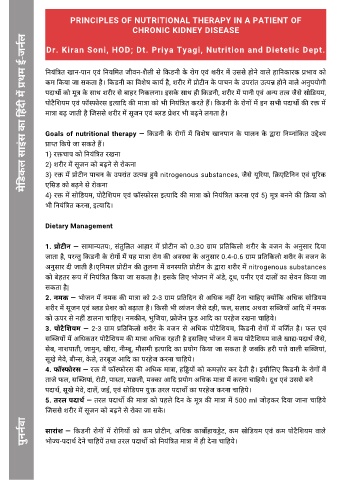 PRINCIPLES OF NUTRITIONAL THERAPY IN A PATIENT OF
CHRONIC KIDNEY DISEASE
Dr. Kiran Soni, HOD; Dt. Priya Tyagi, Nutrition and Dietetic Dept.
मेडिकल साइंस का हिंदी में प्रथम ई-जर्नल
पुनर्नवा
नियंत्रित खान-पान एवं नियमित जीवन-शैली से किडनी के रोग एवं शरीर में उससे होने वाले हानिकारक प्रभाव को
कम किया जा सकता है। किडनी का विशेष कार्य है, शरीर में प्रोटीन के पाचन के उपरांत उत्पन्न होने वाले अनुपयोगी
पदार्थों को मूत्र के साथ शरीर से बाहर निकलना। इसके साथ ही किडनी, शरीर में पानी एवं अन्य तत्व जैसे सोडियम,
पोटैशियम एवं फॉस्फोरस इत्यादि की मात्रा को भी नियंत्रित करते हैं। किडनी के रोगों में इन सभी पदार्थों की रक्त में
मात्रा बढ़ जाती है जिससे शरीर में सूजन एवं ब्लड प्रेशर भी बढ़ने लगता है।
Goals of nutritional therapy – किडनी के रोगों में विशेष खानपान के पालन के द्वारा निम्नांकित उद्देश्य
प्राप्त किये जा सकते हैं।
1) रक्तचाप को नियंत्रित रखना
2) शरीर में सूजन को बढ़ने से रोकना
3) रक्त में प्रोटीन पाचन के उपरांत उत्पन्न हुये nitrogenous substances, जैसे यूरिया, क्रिएटिनिन एवं यूरिक
एसिड को बढ़ने से रोकना
4) रक्त में सोडियम, पोटैशियम एवं फॉस्फोरस इत्यादि की मात्रा को नियंत्रित करना एवं 5) मूत्र बनने की क्रिया को
भी नियंत्रित करना, इत्यादि।
Dietary Management
1. प्रोटीन – सामान्यतः, संतुलित आहार में प्रोटीन को 0.30 ग्राम प्रतिकिलो शरीर के वजन के अनुसार दिया
जाता है, परन्तु किडनी के रोगों में यह मात्रा रोग की अवस्था के अनुसार 0.4-0.6 ग्राम प्रतिकिलो शरीर के वजन के
अनुसार दी जाती है।एनिमल प्रोटीन की तुलना में वनस्पति प्रोटीन के द्वारा शरीर में nitrogenous substances
को बेहतर रूप में नियंत्रित किया जा सकता है। इसके लिए भोजन में अंडे, दूध, पनीर एवं दालों का सेवन किया जा
सकता है।
2. नमक – भोजन में नमक की मात्रा को 2-3 ग्राम प्रतिदिन से अधिक नहीं देना चाहिए क्योंकि अधिक सोडियम
शरीर में सूजन एवं ब्लड प्रेशर को बढ़ाता है। किसी भी व्यंजन जैसे दही, फल, सलाद अथवा सब्जियों आदि में नमक
को ऊपर से नहीं डालना चाहिए। नमकीन, भुजिया, फ्रोजेन फ़ूड आदि का परहेज रखना चाहिये।
3. पोटैशियम – 2-3 ग्राम प्रतिकिलो शरीर के वजन से अधिक पोटैशियम, किडनी रोगों में वर्जित है। फल एवं
सब्जियों में अधिकतर पोटैशियम की मात्रा अधिक रहती है इसलिए भोजन में कम पोटैशियम वाले खाद्य-पदार्थ जैसे,
सेब, नाशपाती, जामुन, खीरा, नीम्बू, मौसमी इत्यादि का प्रयोग किया जा सकता है जबकि हरी पत्ते वाली सब्जियां,
सूखे मेवे, बीन्स, केले, तरबूज आदि का परहेज करना चाहिये।
4. फॉस्फोरस – रक्त में फॉस्फोरस की अधिक मात्रा, हड्डियों को कमज़ोर कर देती है। इसीलिए किडनी के रोगों में
ताजे फल, सब्जियां, रोटी, पास्ता, मक्की, मक्का आदि प्रयोग अधिक मात्रा में करना चाहिये। दूध एवं उससे बने
पदार्थ, सूखे मेवे, दालें, जई, एवं सोडियम युक्त तरल पदार्थों का परहेज करना चाहिये।
5. तरल पदार्थ – तरल पदार्थों की मात्रा को पहले दिन के मूत्र की मात्रा में 500 ml जोड़कर दिया जाना चाहिये
जिससे शरीर में सूजन को बढ़ने से रोका जा सके।
सारांश – किडनी रोगों में रोगियों को कम प्रोटीन, अधिक कार्बोहायड्रेट, कम सोडियम एवं कम पोटैशियम वाले
भोज्य-पदार्थ देने चाहियें तथा तरल पदार्थों को नियंत्रित मात्रा में ही देना चाहिये।